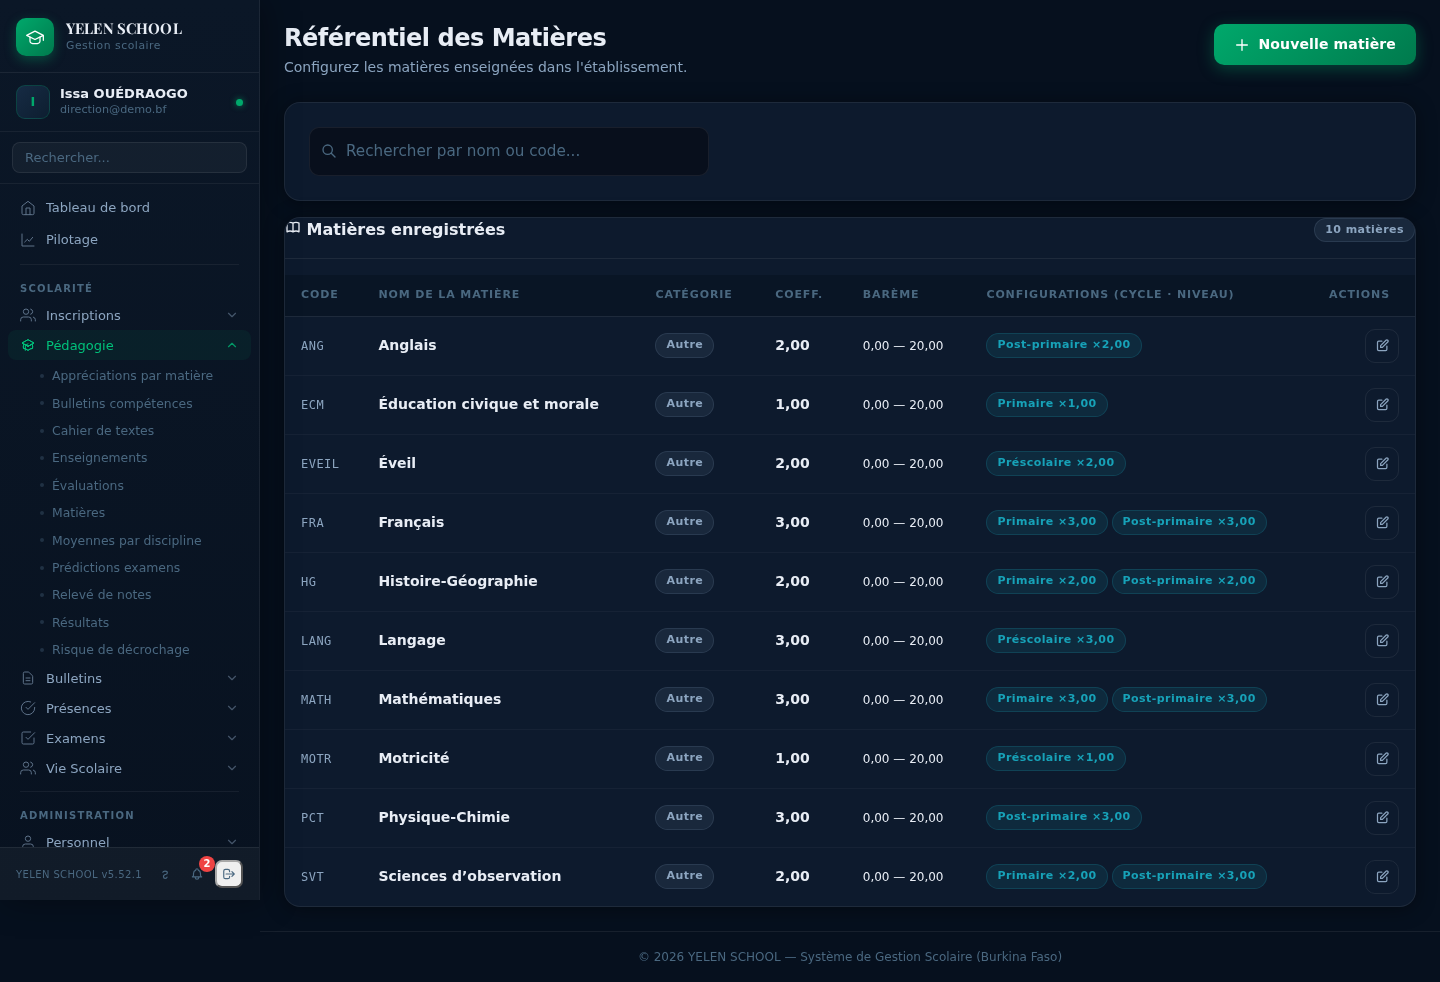 YELEN SCHOOL
Gestion scolaire
I
Issa OUÉDRAOGO
direction@demo.bf
Rechercher...
Tableau de bord
Pilotage
SCOLARITÉ
Inscriptions
Pédagogie
Appréciations par matière
Bulletins compétences
Cahier de textes
Enseignements
Évaluations
Matières
Moyennes par discipline
Prédictions examens
Relevé de notes
Résultats
Risque de décrochage
Bulletins
Présences
Examens
Vie Scolaire
ADMINISTRATION
Personnel
YELEN SCHOOL v5.52.1
2
Référentiel des Matières
Configurez les matières enseignées dans l'établissement.
Nouvelle matière
Rechercher par nom ou code...
Matières enregistrées
10 matières
CODE NOM DE LA MATIÈRE CATÉGORIE COEFF. BARÈME CONFIGURATIONS (CYCLE · NIVEAU) ACTIONS
ANG Anglais Autre 2,00 0,00 — 20,00 Post-primaire ×2,00
ECM Éducation civique et morale Autre 1,00 0,00 — 20,00 Primaire ×1,00
EVEIL Éveil Autre 2,00 0,00 — 20,00 Préscolaire ×2,00
FRA Français Autre 3,00 0,00 — 20,00 Primaire ×3,00 Post-primaire ×3,00
HG Histoire-Géographie Autre 2,00 0,00 — 20,00 Primaire ×2,00 Post-primaire ×2,00
LANG Langage Autre 3,00 0,00 — 20,00 Préscolaire ×3,00
MATH Mathématiques Autre 3,00 0,00 — 20,00 Primaire ×3,00 Post-primaire ×3,00
MOTR Motricité Autre 1,00 0,00 — 20,00 Préscolaire ×1,00
PCT Physique-Chimie Autre 3,00 0,00 — 20,00 Post-primaire ×3,00
SVT Sciences d’observation Autre 2,00 0,00 — 20,00 Primaire ×2,00 Post-primaire ×3,00
© 2026 YELEN SCHOOL — Système de Gestion Scolaire (Burkina Faso)